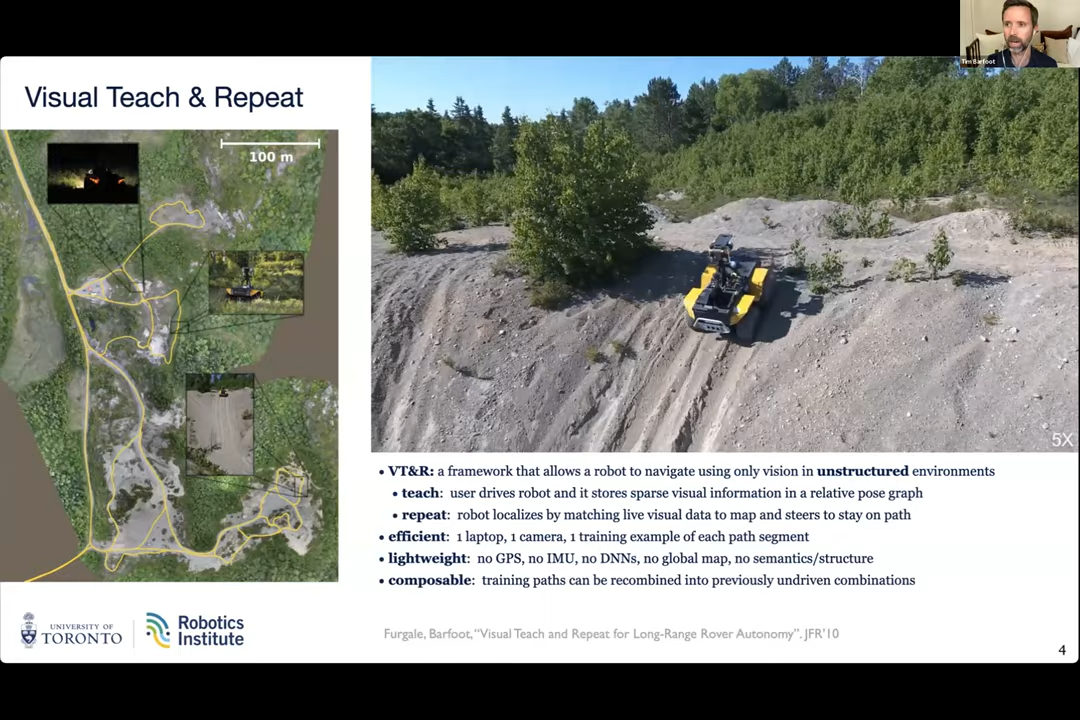 Tim Barfoot
Visual Teach & Repeat
100 m
5X
• VT&R: a framework that allows a robot to navigate using only vision in unstructured environments
• teach: user drives robot and it stores sparse visual information in a relative pose graph
• repeat: robot localizes by matching live visual data to map and steers to stay on path
• efficient: 1 laptop, 1 camera, 1 training example of each path segment
• lightweight: no GPS, no IMU, no DNNs, no global map, no semantics/structure
• composable: training paths can be recombined into previously undriven combinations
UNIVERSITY OF
TORONTO
Robotics
Institute
Furgale, Barfoot, “Visual Teach and Repeat for Long-Range Rover Autonomy”. JFR’10
4